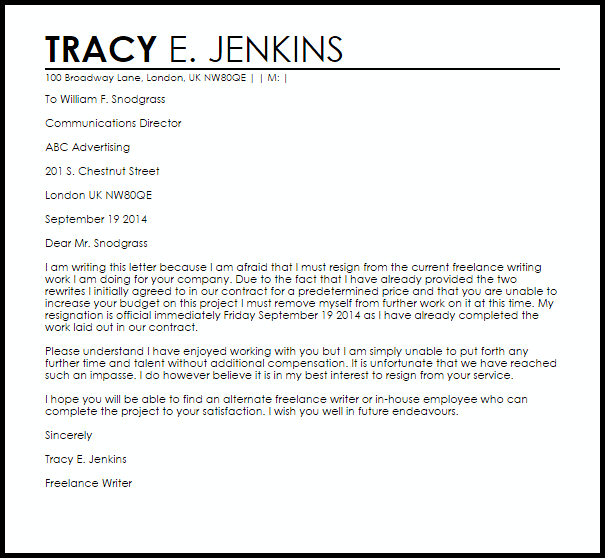 TRACY E. JENKINS
100 Broadway Lane, London, UK NW80QE | | M: |
To William F. Snodgrass
Communications Director
ABC Advertising
201 S. Chestnut Street
London UK NW80QE
September 19 2014
Dear Mr. Snodgrass
I am writing this letter because I am afraid that I must resign from the current freelance writing
work I am doing for your company. Due to the fact that I have already provided the two
rewrites I initially agreed to in our contract for a predetermined price and that you are unable to
increase your budget on this project I must remove myself from further work on it at this time. My
resignation is official immediately Friday September 19 2014 as I have already completed the
work laid out in our contract.
Please understand I have enjoyed working with you but I am simply unable to put forth any
further time and talent without additional compensation. It is unfortunate that we have reached
such an impasse. I do however believe it is in my best interest to resign from your service.
I hope you will be able to find an alternate freelance writer or in-house employee who can
complete the project to your satisfaction. I wish you well in future endeavours.
Sincerely
Tracy E. Jenkins
Freelance Writer